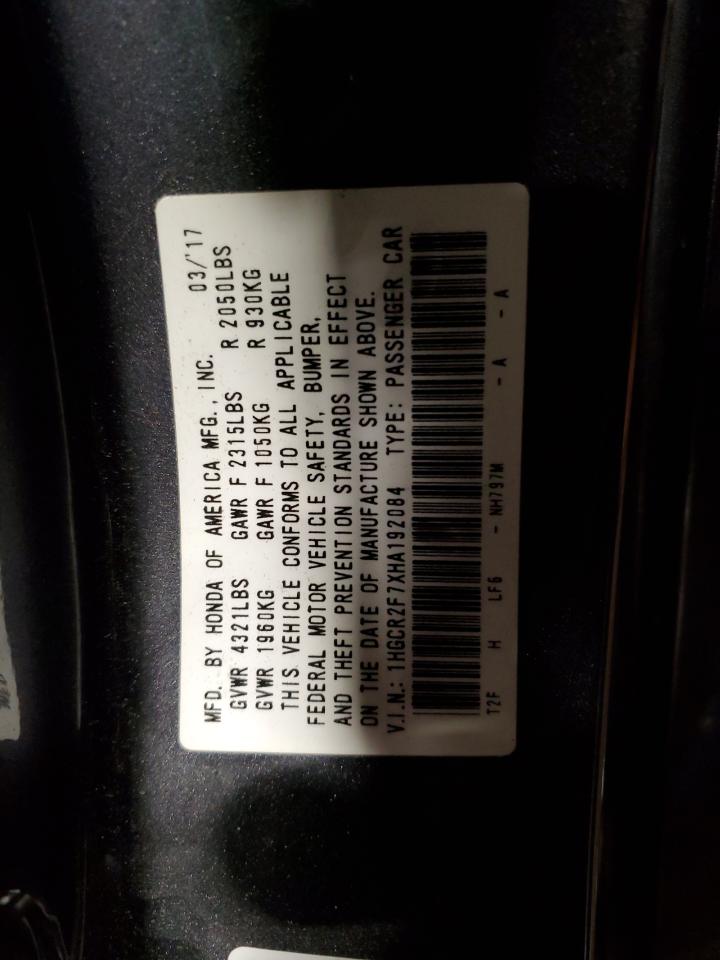 MFD. BY HONDA OF AMERICA MFG., INC. 03/'17
GVWR 4321LBS GAWR F 2315LBS R 2050LBS
GVWR 1960KG GAWR F 1050KG R 930KG
THIS VEHICLE CONFORMS TO ALL APPLICABLE
FEDERAL MOTOR VEHICLE SAFETY, BUMPER,
AND THEFT PREVENTION STANDARDS IN EFFECT
ON THE DATE OF MANUFACTURE SHOWN ABOVE.
V.I.N.: 1HGCR2F7XHA192084 TYPE: PASSENGER CAR
T2F H LF6 - NH797M - A - A